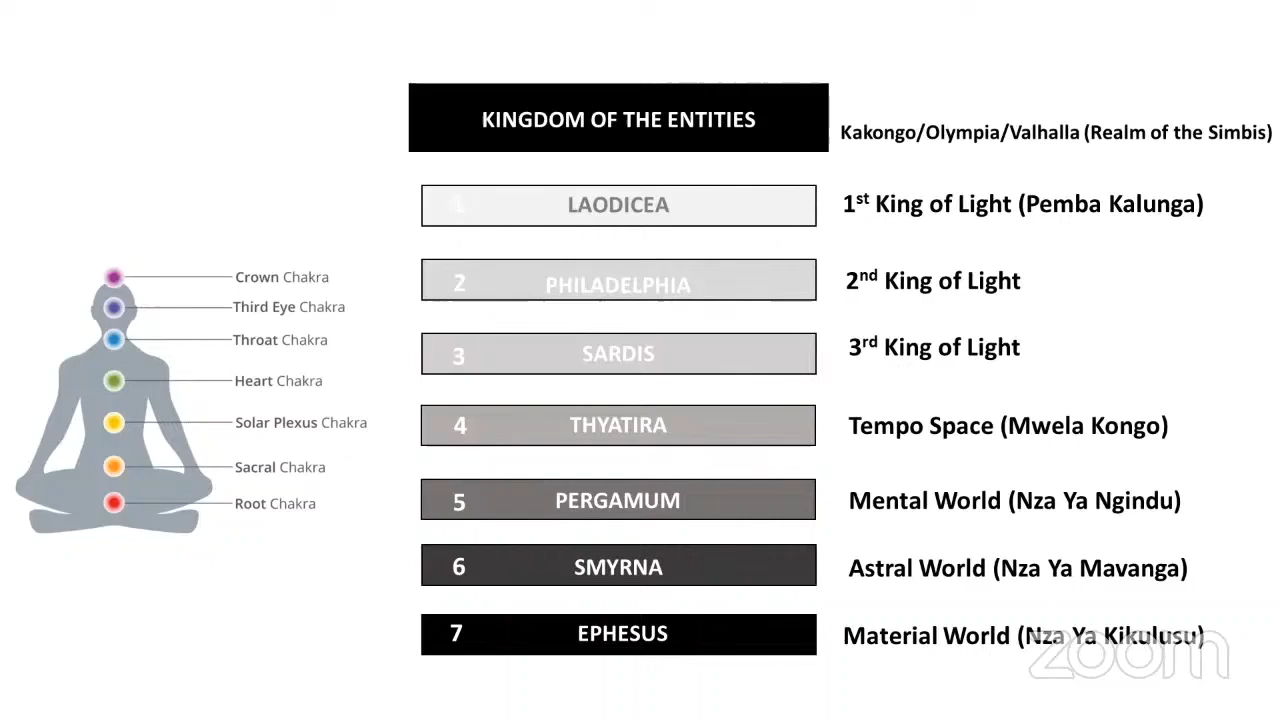 KINGDOM OF THE ENTITIES
Kakongo/Olympia/Valhalla (Realm of the Simbis)
1 LAODICEA
1st King of Light (Pemba Kalunga)
2 PHILADELPHIA
2nd King of Light
3 SARDIS
3rd King of Light
4 THYATIRA
Tempo Space (Mwela Kongo)
5 PERGAMUM
Mental World (Nza Ya Ngindu)
6 SMYRNA
Astral World (Nza Ya Mavanga)
7 EPHESUS
Material World (Nza Ya Kikulusu)
Crown Chakra
Third Eye Chakra
Throat Chakra
Heart Chakra
Solar Plexus Chakra
Sacral Chakra
Root Chakra
zoom